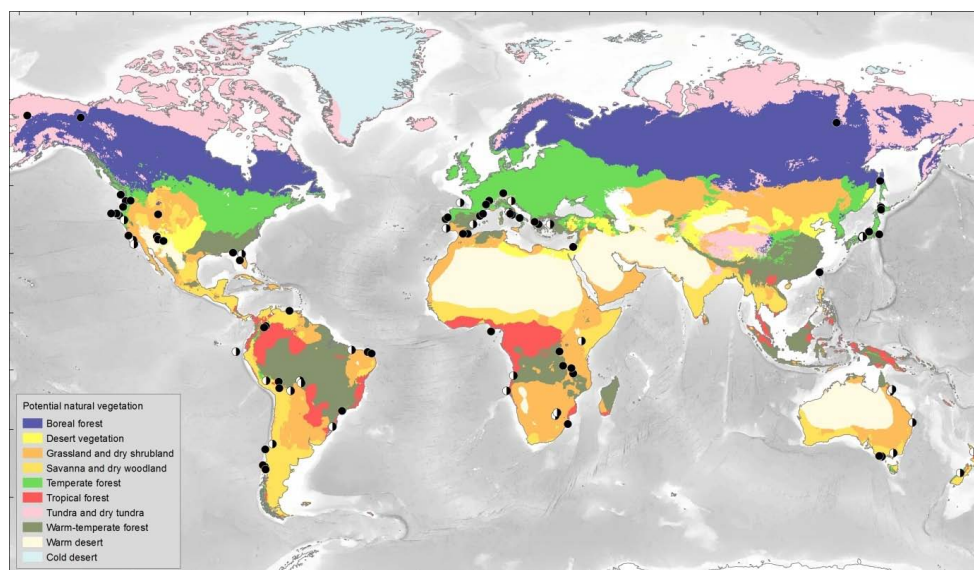 Potential natural vegetation
Boreal forest
Desert vegetation
Grassland and dry shrubland
Savanna and dry woodland
Temperate forest
Tropical forest
Tundra and dry tundra
Warm-temperate forest
Warm desert
Cold desert